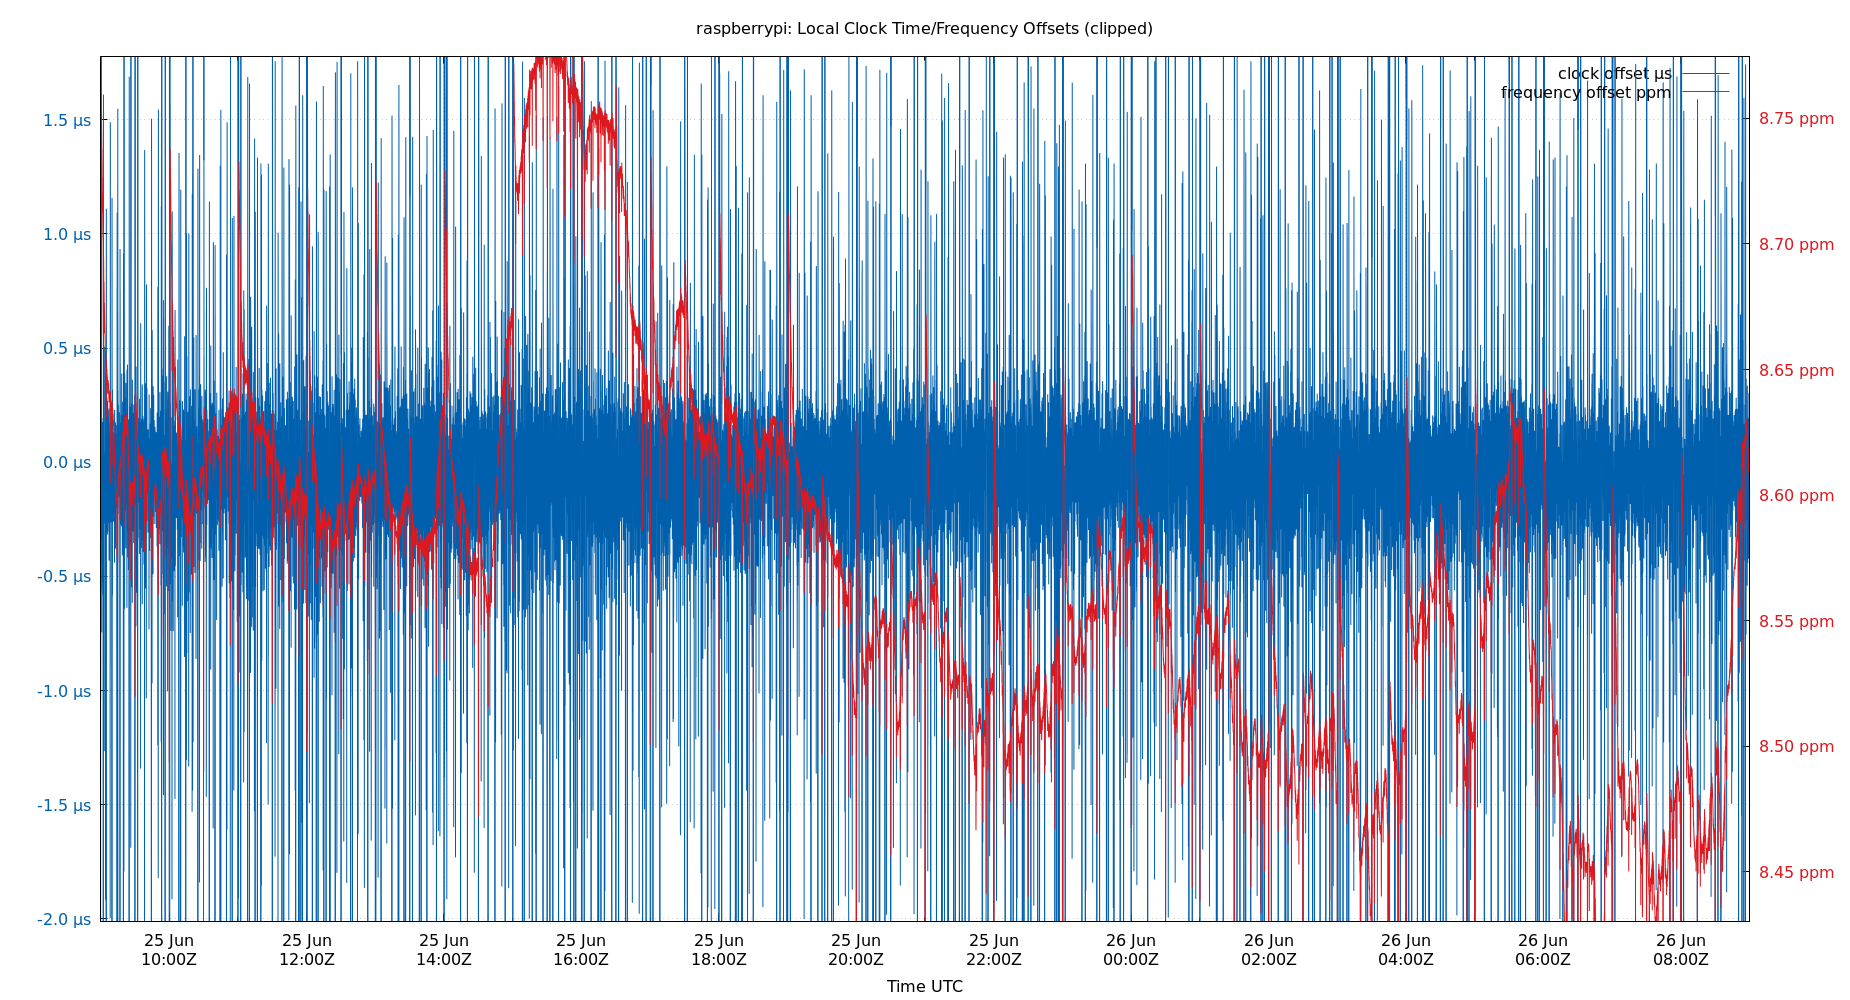 raspberrypi: Local Clock Time/Frequency Offsets (clipped)
clock offset µs
frequency offset ppm
1.5 µs
1.0 µs
0.5 µs
0.0 µs
-0.5 µs
-1.0 µs
-1.5 µs
-2.0 µs
8.75 ppm
8.70 ppm
8.65 ppm
8.60 ppm
8.55 ppm
8.50 ppm
8.45 ppm
25 Jun 25 Jun 25 Jun 25 Jun 25 Jun 25 Jun 25 Jun 26 Jun 26 Jun 26 Jun 26 Jun 26 Jun
10:00Z 12:00Z 14:00Z 16:00Z 18:00Z 20:00Z 22:00Z 00:00Z 02:00Z 04:00Z 06:00Z 08:00Z
Time UTC